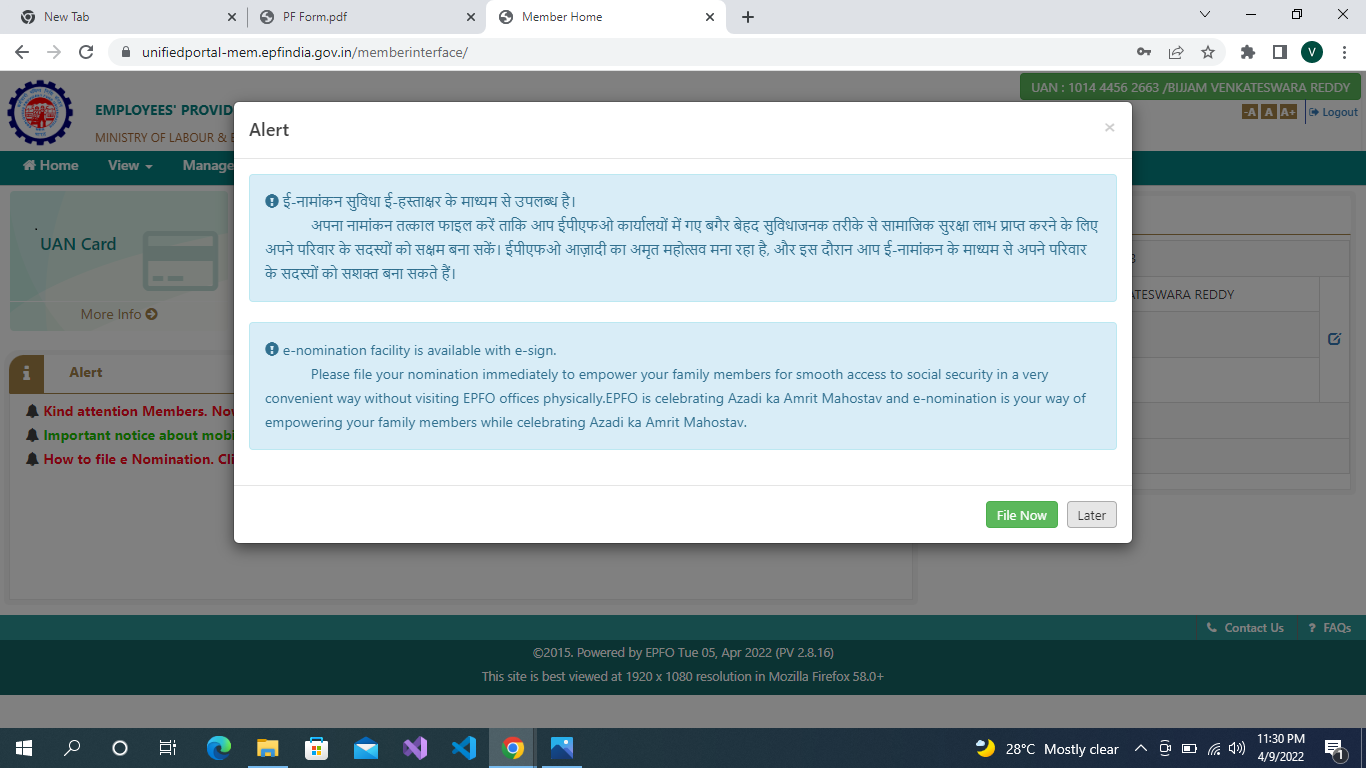 New Tab
PF Form.pdf
Member Home
unifiedportal-mem.epfindia.gov.in/memberinterface/
V
UAN : 1014 4456 2663 /BIJJAM VENKATESWARA REDDY
EMPLOYEES' PROVID
MINISTRY OF LABOUR & E
-A A A+ Logout
Home View Manage
Alert
×
ई-नामांकन सुविधा ई-हस्ताक्षर के माध्यम से उपलब्ध है।
अपना नामांकन तत्काल फाइल करें ताकि आप ईपीएफओ कार्यालयों में गए बगैर बेहद सुविधाजनक तरीके से सामाजिक सुरक्षा लाभ प्राप्त करने के लिए
अपने परिवार के सदस्यों को सक्षम बना सकें। ईपीएफओ आज़ादी का अमृत महोत्सव मना रहा है, और इस दौरान आप ई-नामांकन के माध्यम से अपने परिवार
के सदस्यों को सशक्त बना सकते हैं।
e-nomination facility is available with e-sign.
Please file your nomination immediately to empower your family members for smooth access to social security in a very
convenient way without visiting EPFO offices physically.EPFO is celebrating Azadi ka Amrit Mahostav and e-nomination is your way of
empowering your family members while celebrating Azadi ka Amrit Mahostav.
File Now Later
UAN Card
More Info
3
ATESWARA REDDY
Alert
Kind attention Members. Now
Important notice about mobi
How to file e Nomination. Cli
Contact Us ? FAQs
©2015. Powered by EPFO Tue 05, Apr 2022 (PV 2.8.16)
This site is best viewed at 1920 x 1080 resolution in Mozilla Firefox 58.0+
28°C Mostly clear
11:30 PM
4/9/2022
1